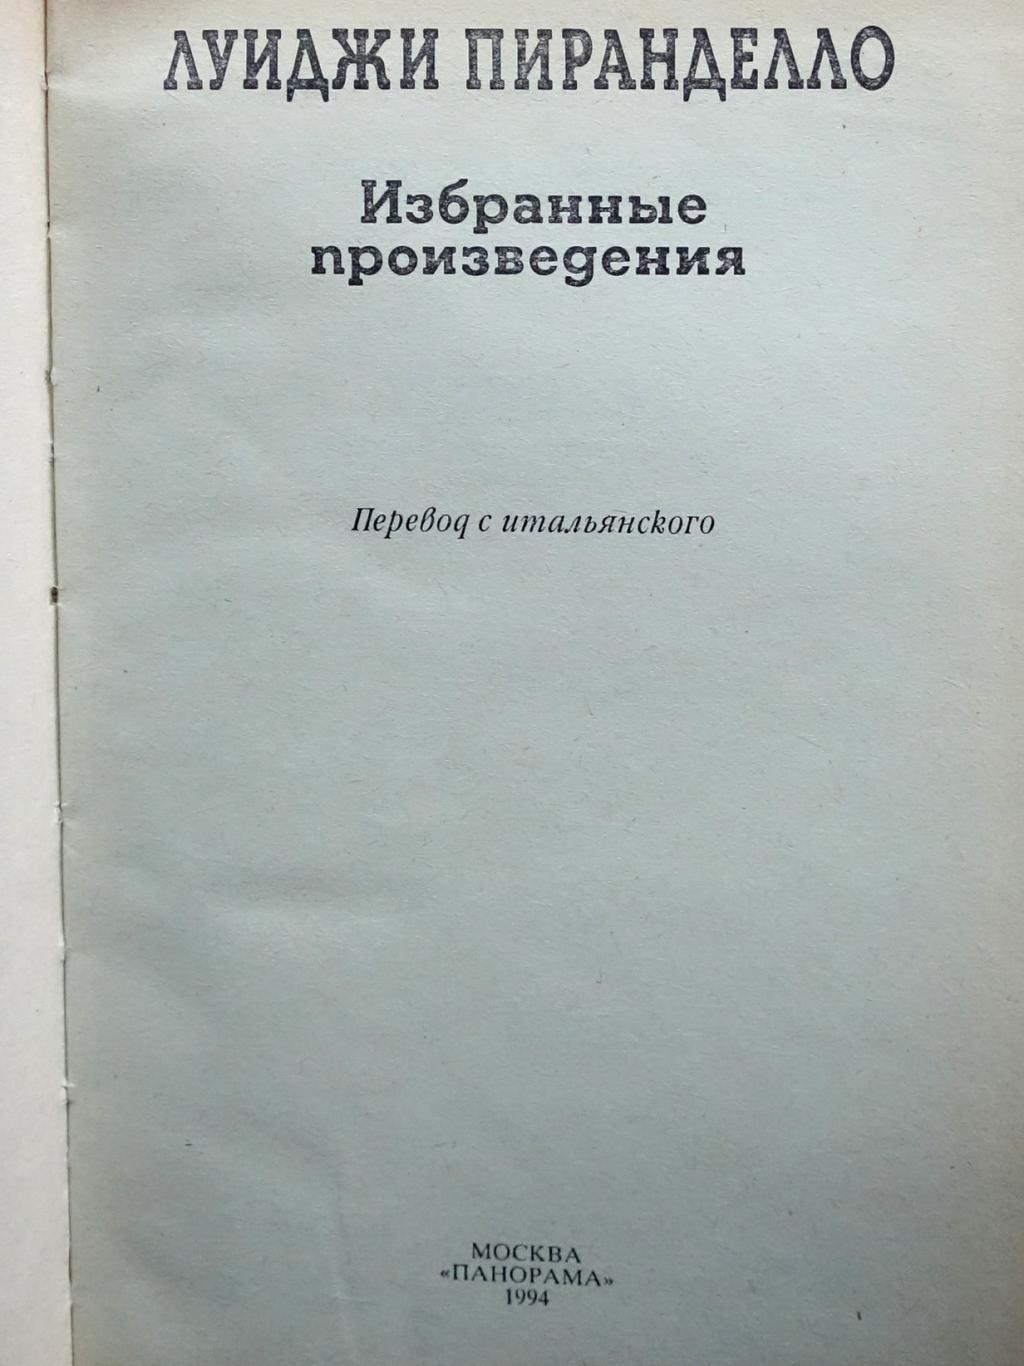 ЛУИДЖИ ПИРАНДЕЛЛО
Избранные
произведения
Перевод с итальянского
МОСКВА
«ПАНОРАМА»
1994